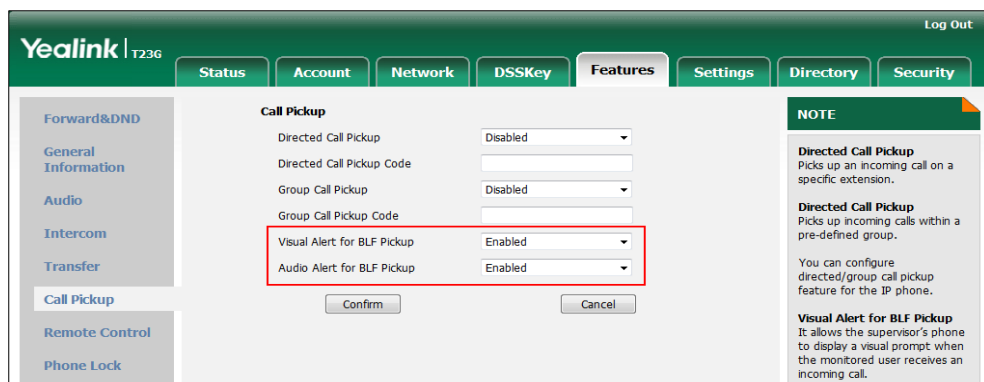 Log Out
Yealink T23G
Status Account Network DSSKey Features Settings Directory Security
Forward&DND
General
Information
Audio
Intercom
Transfer
Call Pickup
Remote Control
Phone Lock
Call Pickup
Directed Call Pickup Disabled
Directed Call Pickup Code
Group Call Pickup Disabled
Group Call Pickup Code
Visual Alert for BLF Pickup Enabled
Audio Alert for BLF Pickup Enabled
Confirm Cancel
NOTE
Directed Call Pickup
Picks up an incoming call on a
specific extension.
Directed Call Pickup
Picks up incoming calls within a
pre-defined group.
You can configure
directed/group call pickup
feature for the IP phone.
Visual Alert for BLF Pickup
It allows the supervisor's phone
to display a visual prompt when
the monitored user receives an
incoming call.